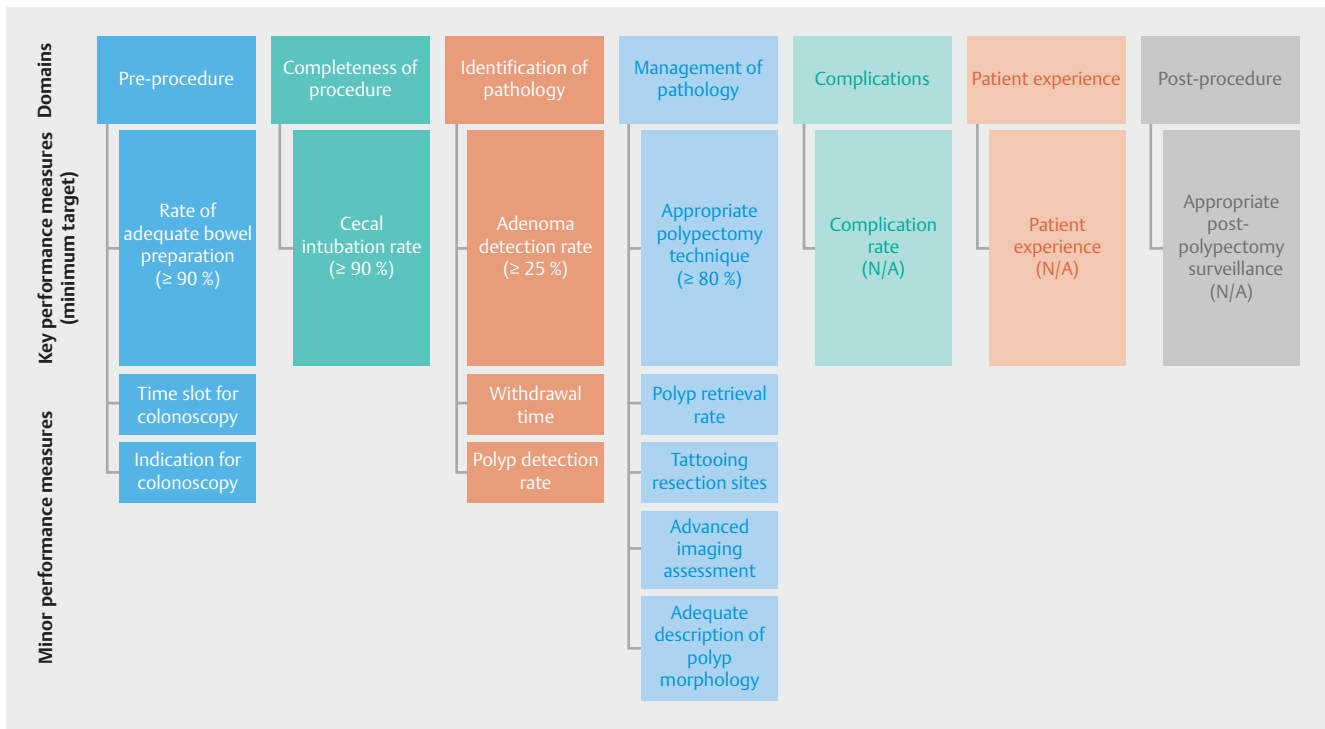 Domains
Pre-procedure
Completeness of
procedure
Identification of
pathology
Management of
pathology
Complications
Patient experience
Post-procedure
Key performance measures
(minimum target)
Rate of
adequate bowel
preparation
(≥ 90 %)
Cecal
intubation rate
(≥ 90 %)
Adenoma
detection rate
(≥ 25 %)
Appropriate
polypectomy
technique
(≥ 80 %)
Complication
rate
(N/A)
Patient
experience
(N/A)
Appropriate
post-
polypectomy
surveillance
(N/A)
Minor performance measures
Time slot for
colonoscopy
Indication for
colonoscopy
Withdrawal
time
Polyp detection
rate
Polyp retrieval
rate
Tattooing
resection sites
Advanced
imaging
assessment
Adequate
description of
polyp
morphology